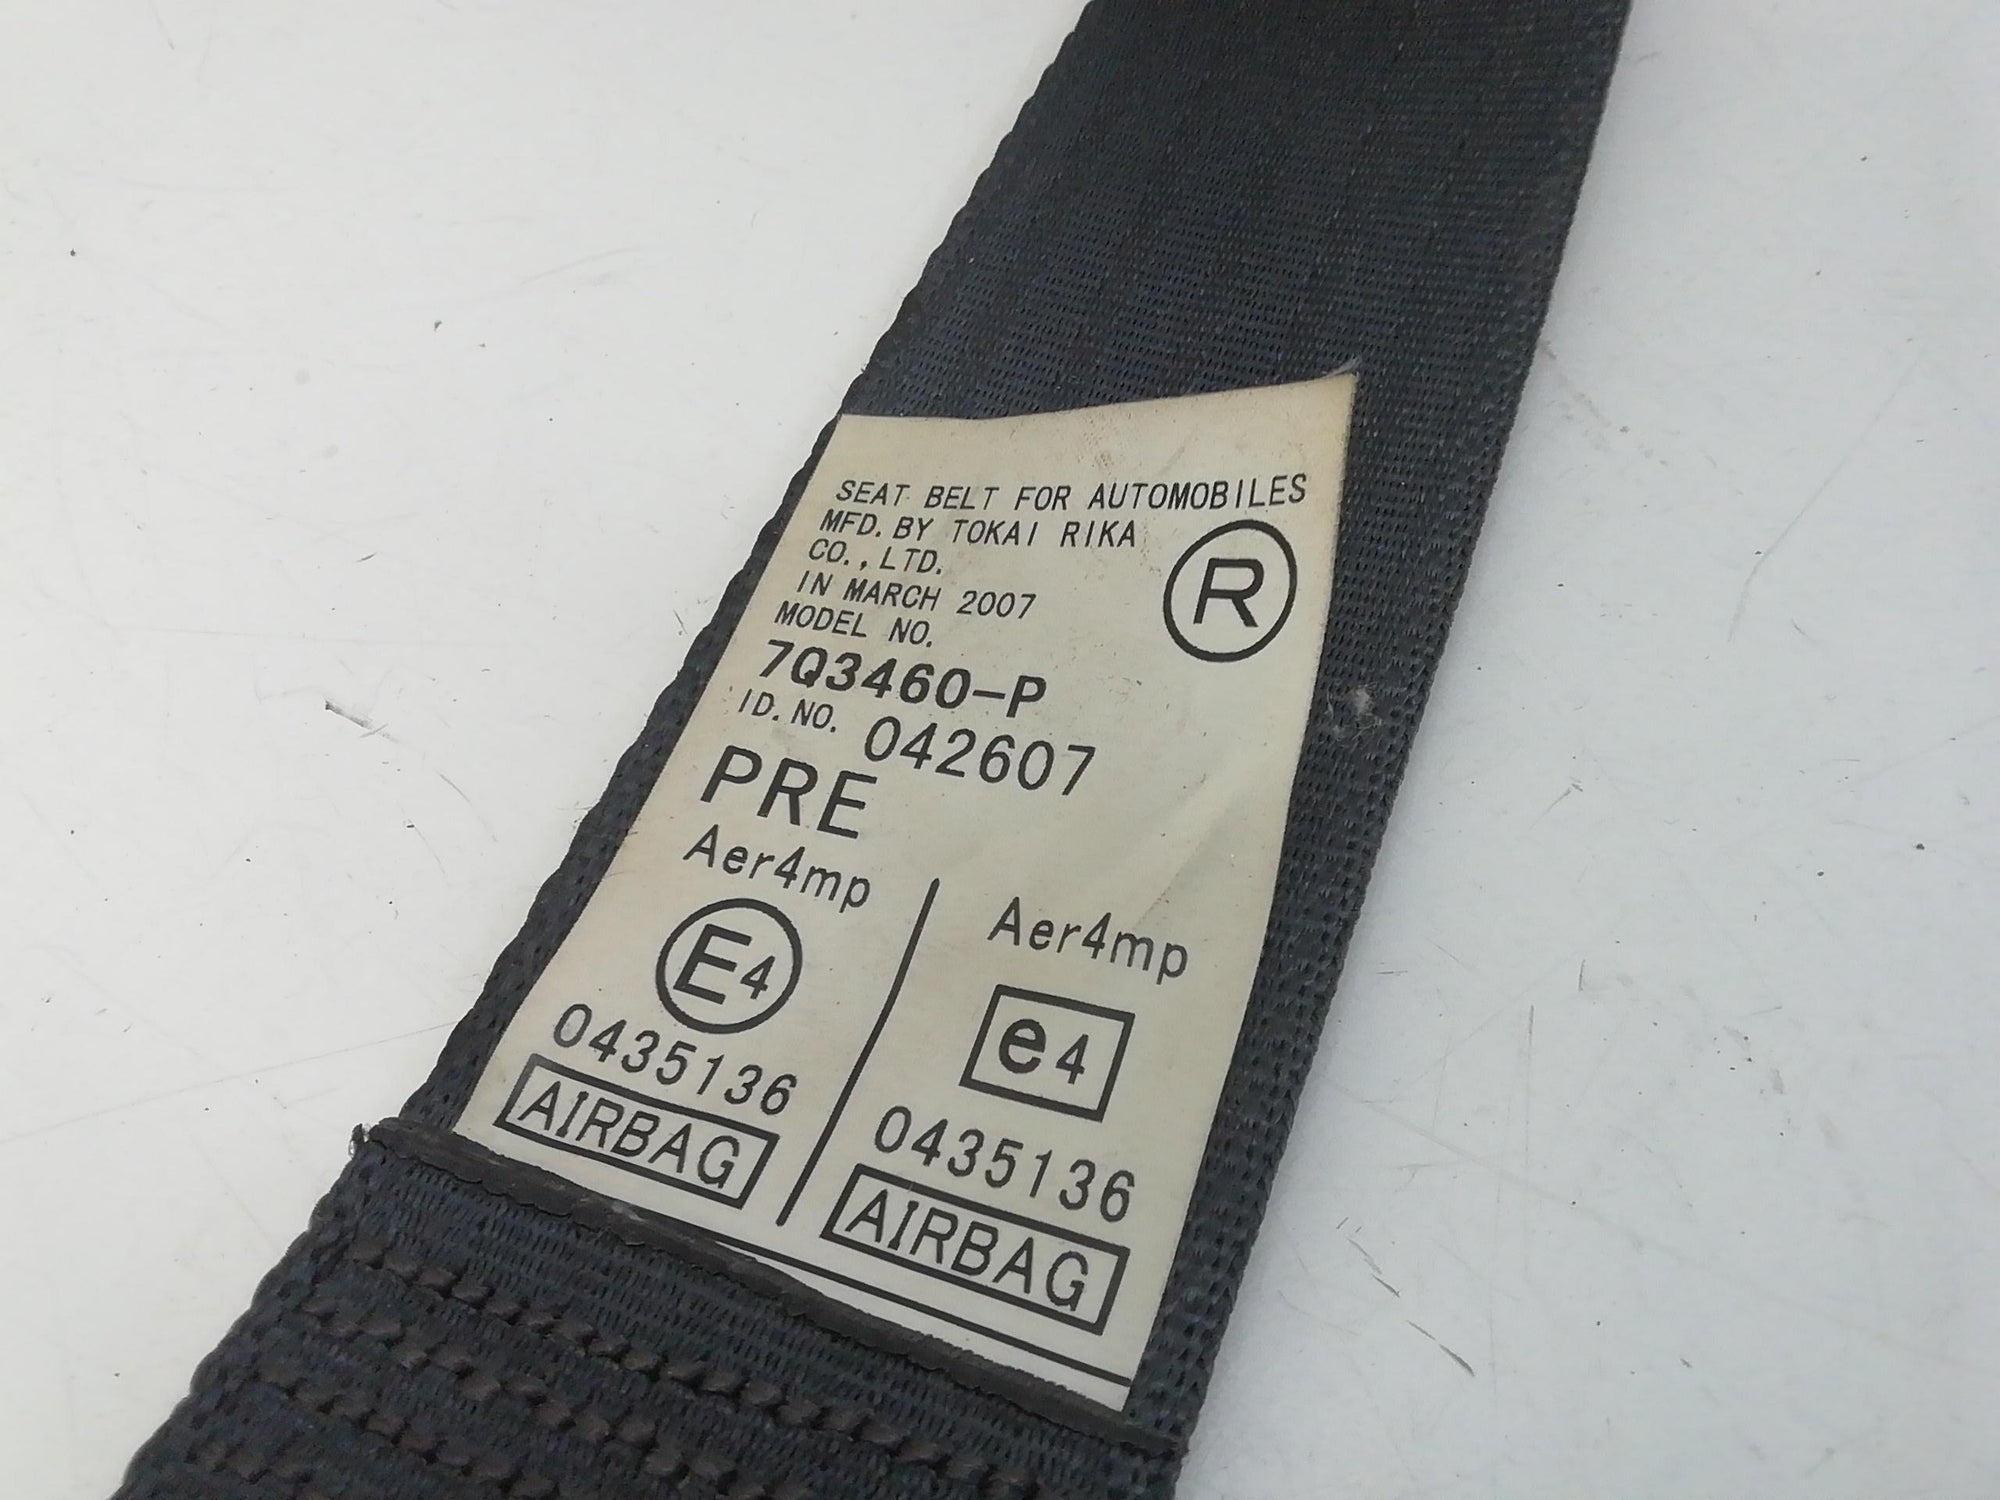 SEAT BELT FOR AUTOMOBILES
MFD. BY TOKAI RIKA
CO., LTD.
IN MARCH 2007
MODEL NO.
7Q3460-P
ID. NO. 042607
R
PRE
Aer4mp
E4
0435136
AIRBAG
Aer4mp
e4
0435136
AIRBAG